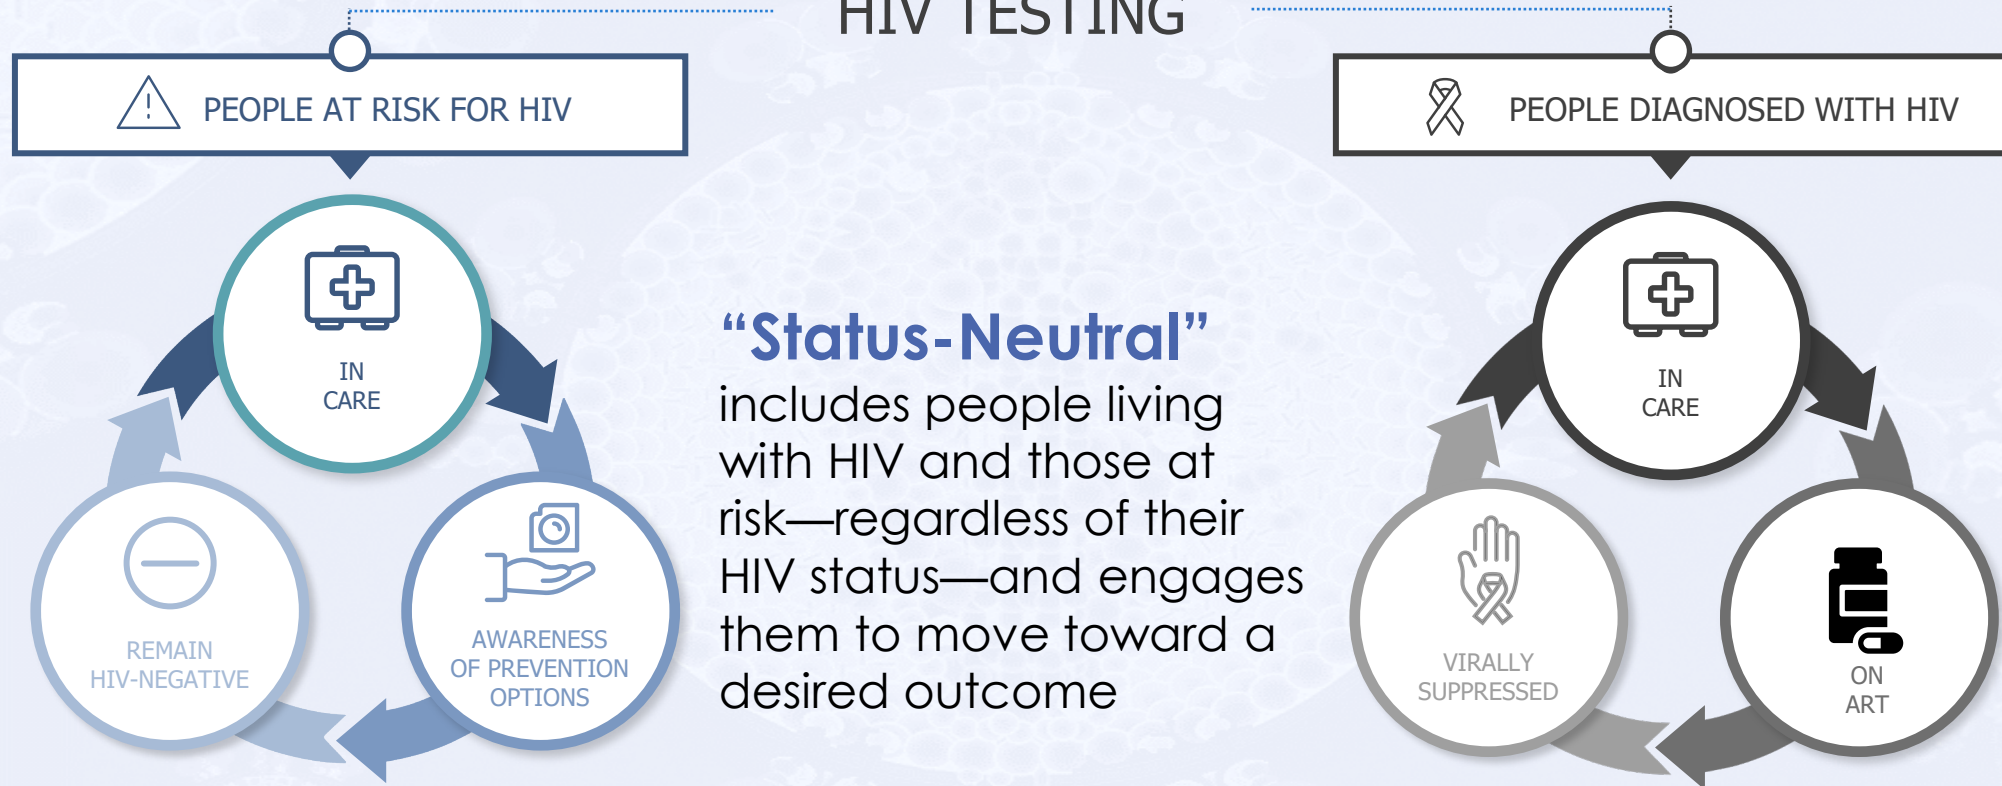 HIV TESTING
PEOPLE AT RISK FOR HIV
PEOPLE DIAGNOSED WITH HIV
IN
CARE
AWARENESS
OF PREVENTION
OPTIONS
REMAIN
HIV-NEGATIVE
“Status-Neutral”
includes people living
with HIV and those at
risk—regardless of their
HIV status—and engages
them to move toward a
desired outcome
IN
CARE
ON
ART
VIRALLY
SUPPRESSED